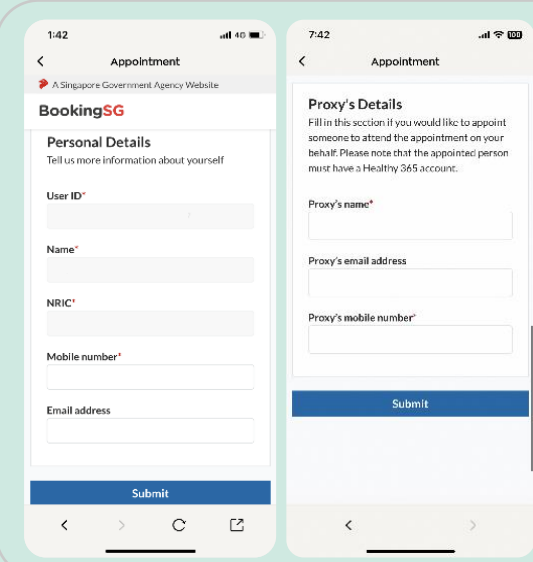 1:42
4G
Appointment
A Singapore Government Agency Website
BookingSG
Personal Details
Tell us more information about yourself
User ID*
Name*
NRIC*
Mobile number*
Email address
Submit
7:42
100
Appointment
Proxy's Details
Fill in this section if you would like to appoint
someone to attend the appointment on your
behalf. Please note that the appointed person
must have a Healthy 365 account.
Proxy's name*
Proxy's email address
Proxy's mobile number*
Submit